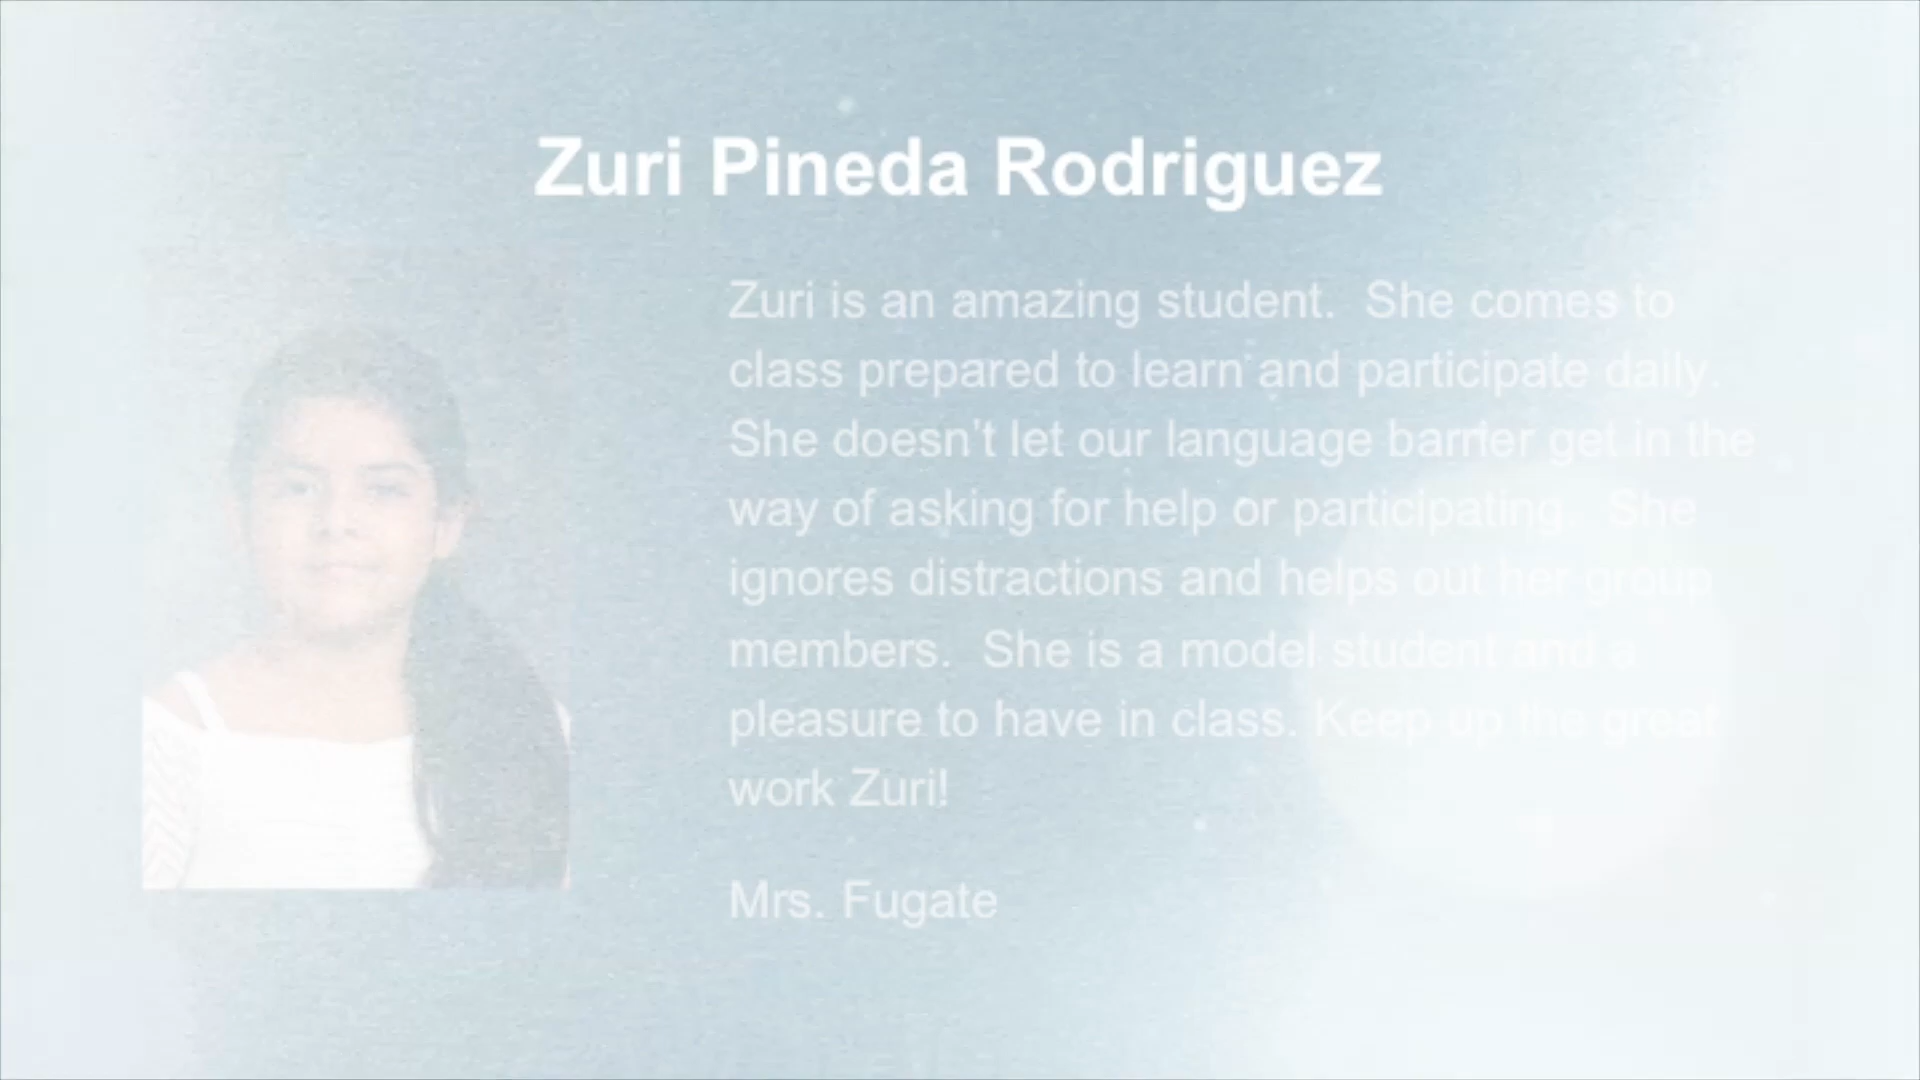 Zuri Pineda Rodriguez
Zuri is an amazing student.  She comes to
class prepared to learn and participate daily.
She doesn't let our language barrier get in the
way of asking for help or participating.  She
ignores distractions and helps out her group
members.  She is a model student and a
pleasure to have in class. Keep up the great
work Zuri!
Mrs. Fugate